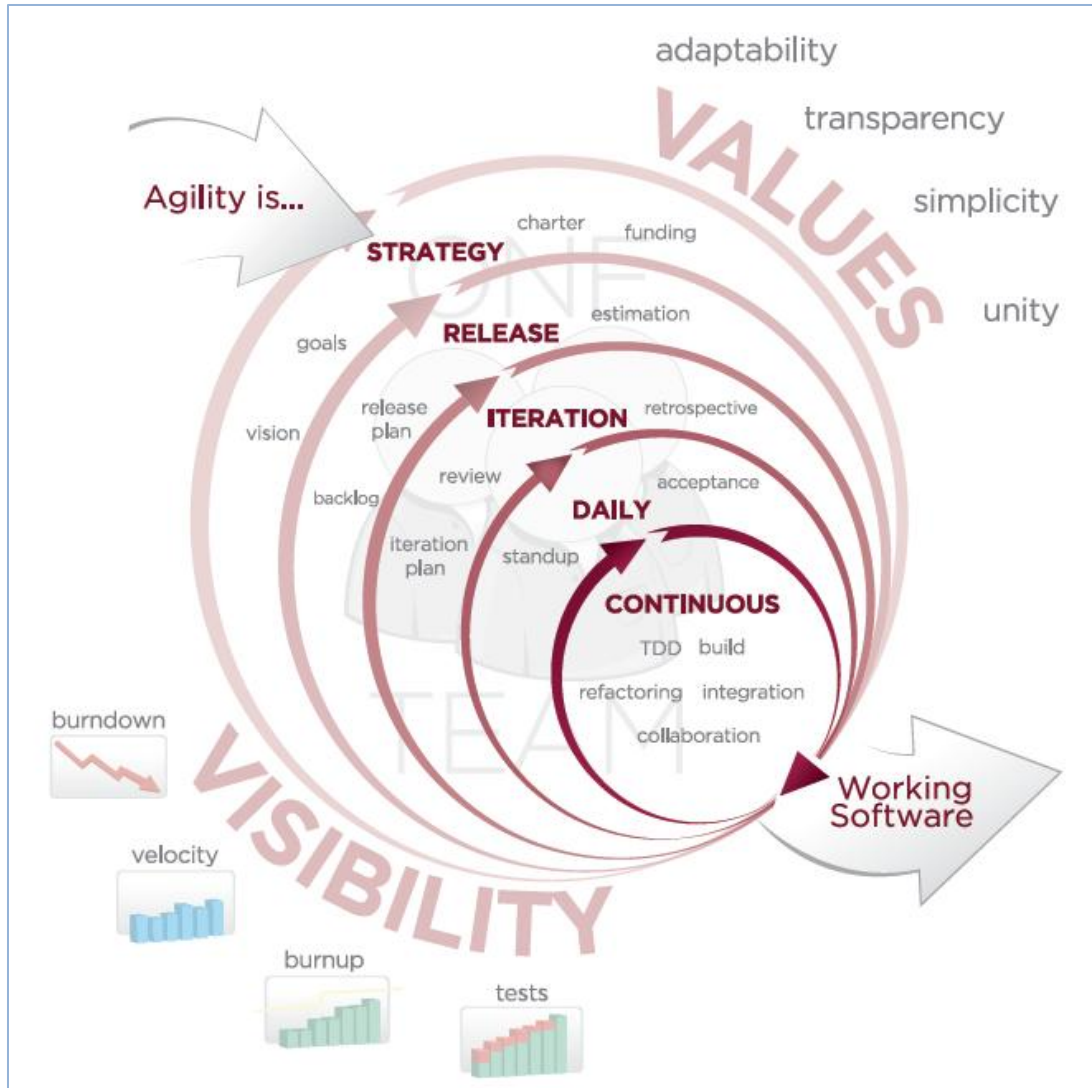 adaptability
VALUES
transparency
simplicity
unity
Agility is...
STRATEGY
charter
funding
goals
vision
ONE
TEAM
RELEASE
estimation
release
plan
backlog
ITERATION
retrospective
review
iteration
plan
DAILY
acceptance
standup
CONTINUOUS
TDD build
refactoring integration
collaboration
Working
Software
VISIBILITY
burndown
velocity
burnup
tests